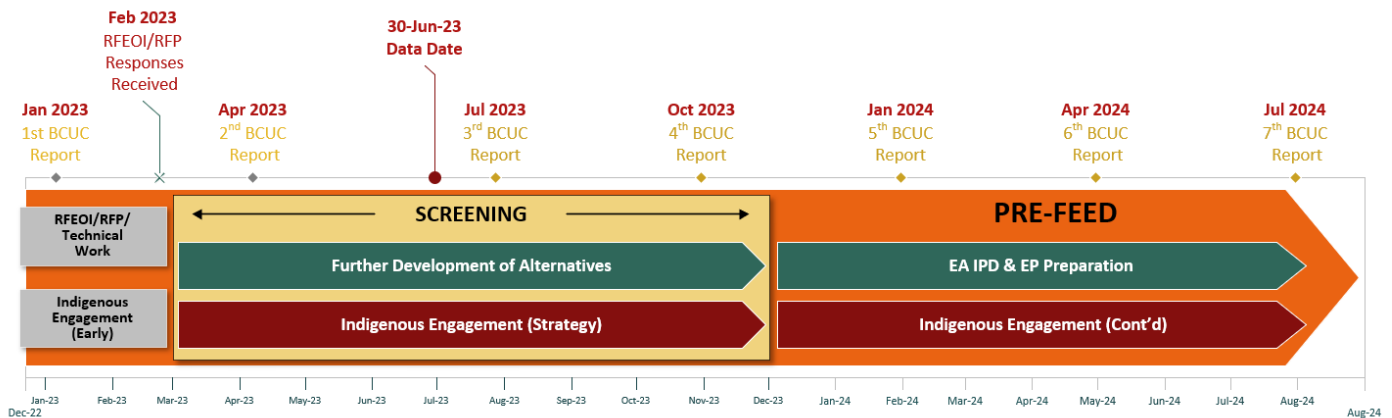 Feb 2023
RFEOI/RFP
Responses
Received
30-Jun-23
Data Date
Jan 2023
1st BCUC
Report
Apr 2023
2nd BCUC
Report
Jul 2023
3rd BCUC
Report
Oct 2023
4th BCUC
Report
Jan 2024
5th BCUC
Report
Apr 2024
6th BCUC
Report
Jul 2024
7th BCUC
Report
RFEOI/RFP/
Technical
Work
SCREENING
PRE-FEED
Further Development of Alternatives
EA IPD & EP Preparation
Indigenous
Engagement
(Early)
Indigenous Engagement (Strategy)
Indigenous Engagement (Cont’d)
Jan-23 Feb-23 Mar-23 Apr-23 May-23 Jun-23 Jul-23 Aug-23 Sep-23 Oct-23 Nov-23 Dec-23 Jan-24 Feb-24 Mar-24 Apr-24 May-24 Jun-24 Jul-24 Aug-24
Dec-22 Aug-24